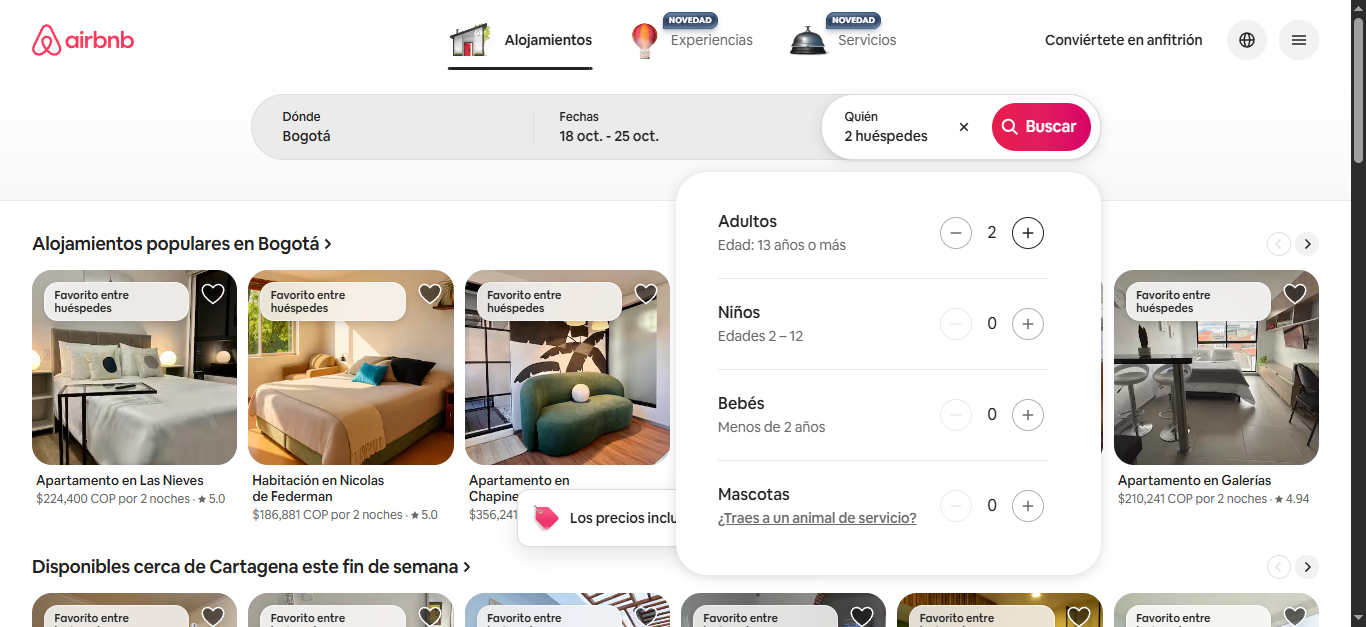 airbnb
Alojamientos
NOVEDAD
Experiencias
NOVEDAD
Servicios
Conviértete en anfitrión
Dónde
Bogotá
Fechas
18 oct. - 25 oct.
Quién
2 huéspedes
Buscar
Adultos
Edad: 13 años o más
2
Niños
Edades 2 – 12
0
Bebés
Menos de 2 años
0
Mascotas
¿Traes a un animal de servicio?
0
Alojamientos populares en Bogotá
Favorito entre
huéspedes
Favorito entre
huéspedes
Favorito entre
huéspedes
Favorito entre
huéspedes
Apartamento en Las Nieves
$224,400 COP por 2 noches · ★ 5.0
Habitación en Nicolas
de Federman
$186,881 COP por 2 noches · ★ 5.0
Apartamento en
Chapine
$356,241
Apartamento en Galerías
$210,241 COP por 2 noches · ★ 4.94
Los precios inclu
Disponibles cerca de Cartagena este fin de semana
Favorito entre
Favorito entre
Favorito entre
Favorito entre
Favorito entre
Favorito entre